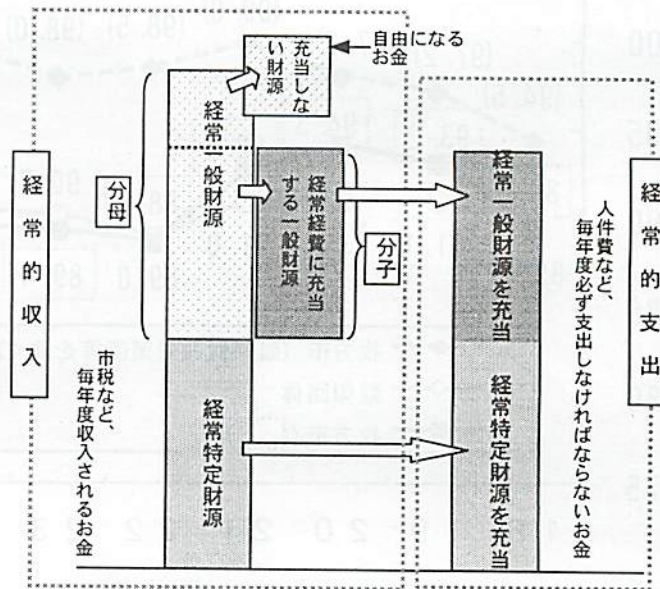 経常的収入
市税など、
毎年度収入されるお金
分母
経常一般財源
経常特定財源
充当しな
い財源
自由になる
お金
経常経費に充当
する一般財源
分子
経常一般財源を充当
経常特定財源を充当
人件費など、
毎年度必ず支出しなければならないお金
経常的支出